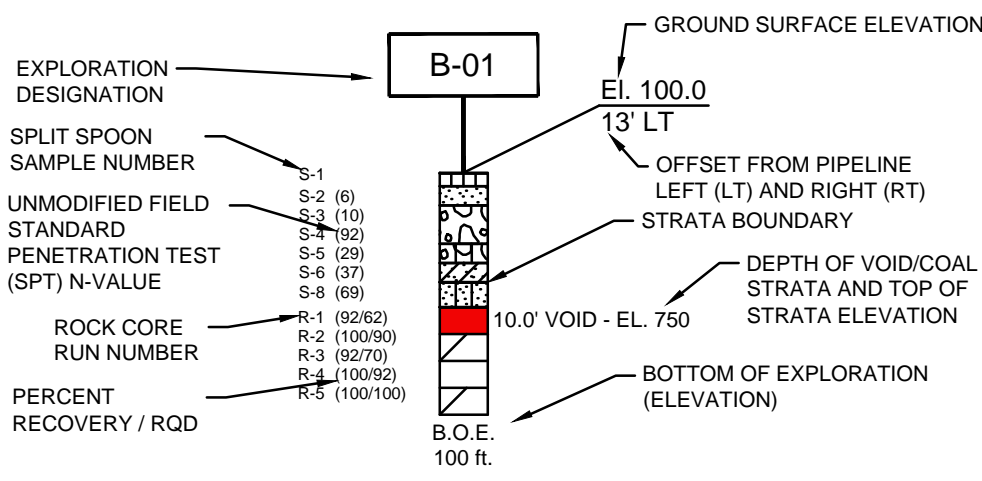 GROUND SURFACE ELEVATION
B-01
EXPLORATION
DESIGNATION
El. 100.0
13' LT
SPLIT SPOON
SAMPLE NUMBER
OFFSET FROM PIPELINE
LEFT (LT) AND RIGHT (RT)
S-1
S-2 (6)
S-3 (10)
S-4 (92)
S-5 (29)
S-6 (37)
S-8 (69)
UNMODIFIED FIELD
STANDARD
PENETRATION TEST
(SPT) N-VALUE
STRATA BOUNDARY
DEPTH OF VOID/COAL
STRATA AND TOP OF
STRATA ELEVATION
R-1 (92/62)
R-2 (100/90)
R-3 (92/70)
R-4 (100/92)
R-5 (100/100)
10.0' VOID - EL. 750
ROCK CORE
RUN NUMBER
PERCENT
RECOVERY / RQD
BOTTOM OF EXPLORATION
(ELEVATION)
B.O.E.
100 ft.